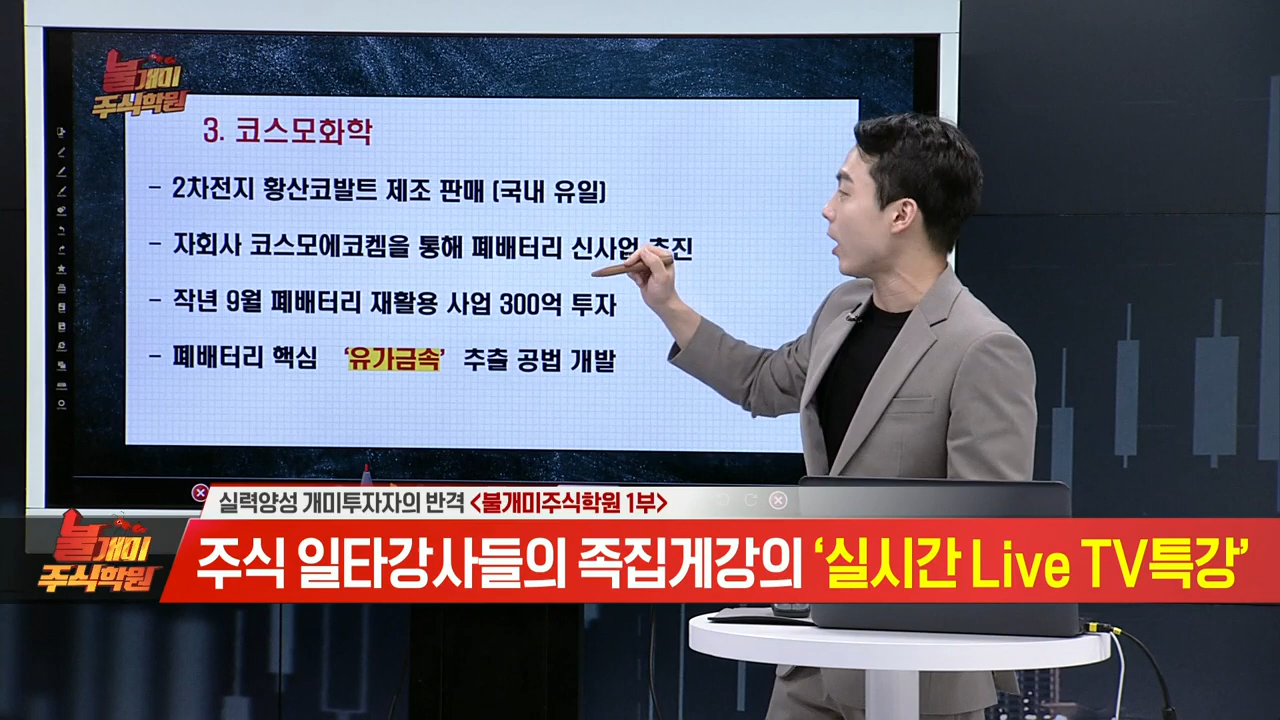 불개미
주식학원
3. 코스모화학
- 2차전지 황산코발트 제조 판매 (국내 유일)
- 자회사 코스모에코켐을 통해 폐배터리 신사업 추진
- 작년 9월 폐배터리 재활용 사업 300억 투자
- 폐배터리 핵심 ‘유가금속’ 추출 공법 개발
실력양성 개미투자자의 반격 <불개미주식학원 1부>
불개미
주식학원
주식 일타강사들의 족집게강의 ‘실시간 Live TV특강’